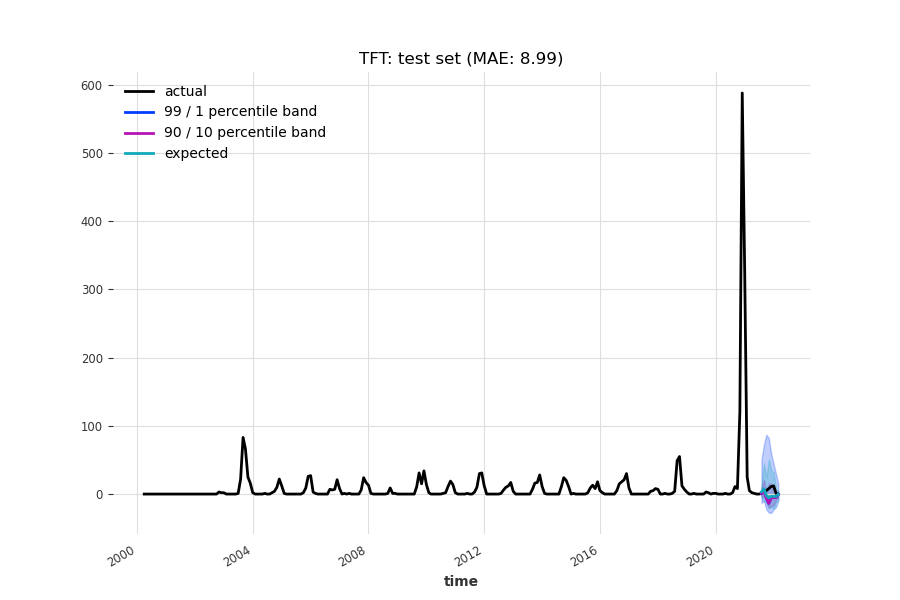 TFT: test set (MAE: 8.99)
600
500
400
300
200
100
0
actual
99 / 1 percentile band
90 / 10 percentile band
expected
2000
2004
2008
2012
2016
2020
time